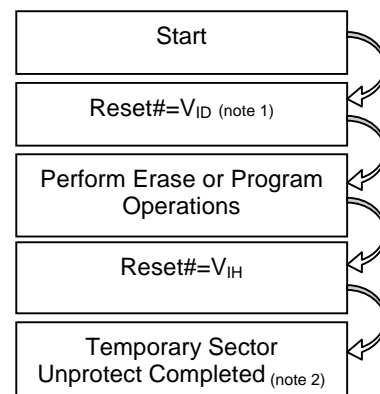 Start
Reset#=VID (note 1)
Perform Erase or Program
Operations
Reset#=VIH
Temporary Sector
Unprotect Completed (note 2)